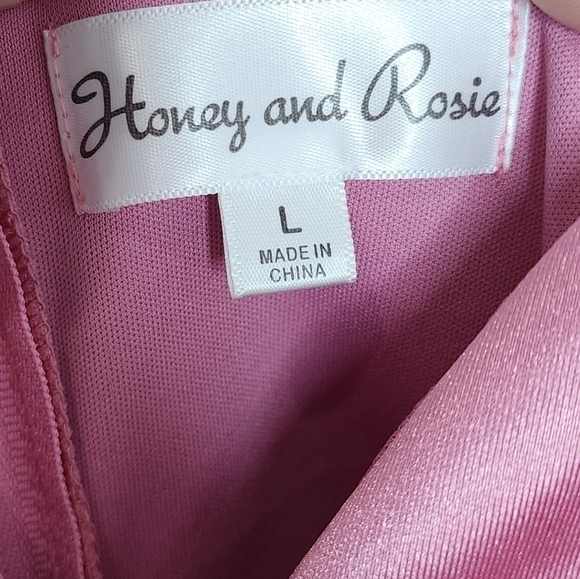 Honey and Rosie
L
MADE IN
CHINA